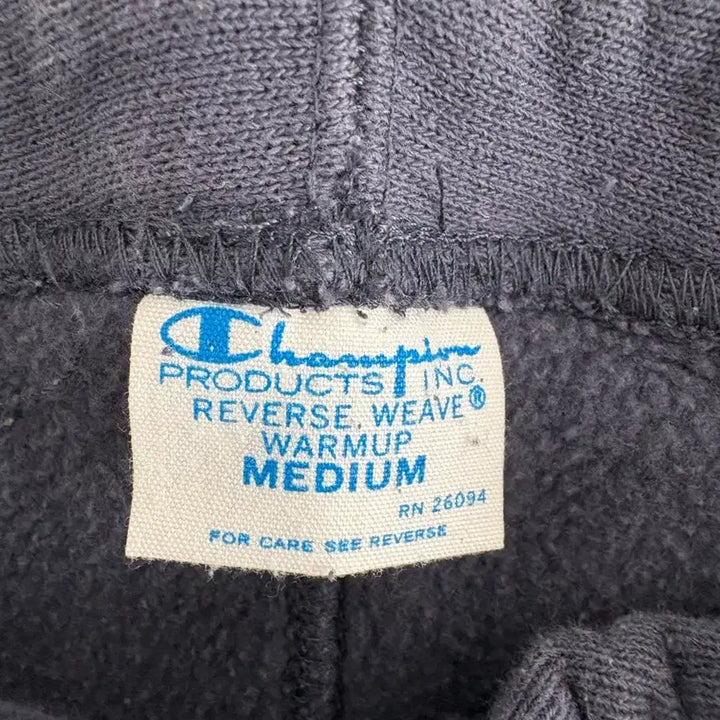 Champion
PRODUCTS INC.
REVERSE WEAVE®
WARMUP
MEDIUM
RN 26094
FOR CARE SEE REVERSE